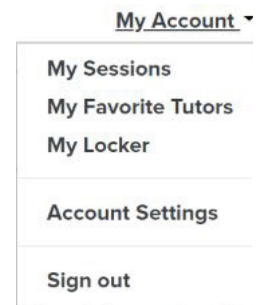 My Account
My Sessions
My Favorite Tutors
My Locker
Account Settings
Sign out